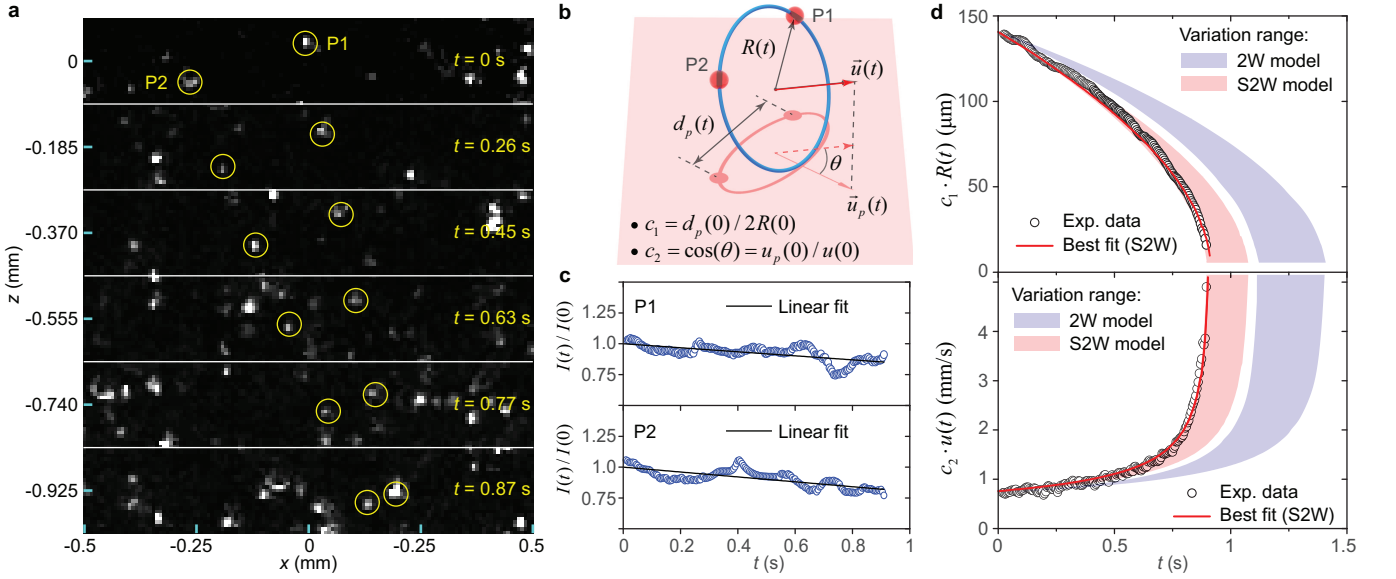 a
P1
t = 0 s
P2
t = 0.26 s
t = 0.45 s
t = 0.63 s
t = 0.77 s
t = 0.87 s
z (mm)
0
-0.185
-0.370
-0.555
-0.740
-0.925
-0.5
-0.25
0
-0.25
0.5
x (mm)
b
P1
P2
R(t)
u⃗(t)
d_p(t)
θ
u⃗_p(t)
• c₁ = d_p(0) / 2R(0)
• c₂ = cos(θ) = u_p(0) / u(0)
c
P1
Linear fit
I(t)/ I(0)
1.25
1.0
0.75
P2
Linear fit
I(t)/ I(0)
1.25
1.0
0.75
0
0.2
0.4
0.6
0.8
1
t (s)
d
c₁ · R(t) (μm)
150
100
50
0
Variation range:
2W model
S2W model
Exp. data
Best fit (S2W)
c₂ · u(t) (mm/s)
4
3
2
1
0
Variation range:
2W model
S2W model
Exp. data
Best fit (S2W)
0
0.5
1
1.5
t (s)